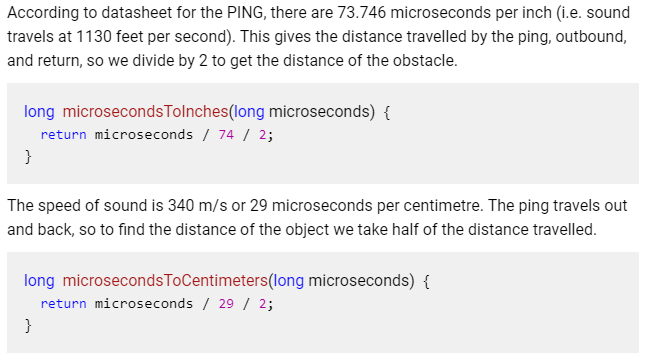 According to datasheet for the PING, there are 73.746 microseconds per inch (i.e. sound
travels at 1130 feet per second). This gives the distance travelled by the ping, outbound,
and return, so we divide by 2 to get the distance of the obstacle.
long microsecondsToInches(long microseconds) {
  return microseconds / 74 / 2;
}
The speed of sound is 340 m/s or 29 microseconds per centimetre. The ping travels out
and back, so to find the distance of the object we take half of the distance travelled.
long microsecondsToCentimeters(long microseconds) {
  return microseconds / 29 / 2;
}